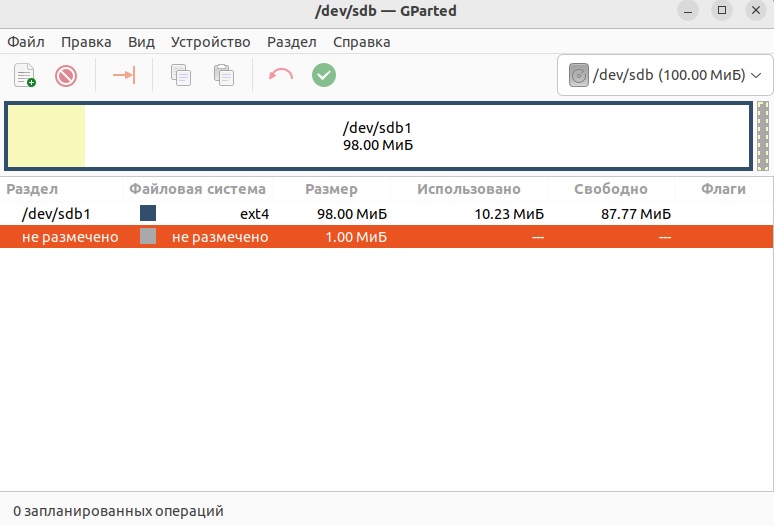 /dev/sdb — GParted
Файл Правка Вид Устройство Раздел Справка
/dev/sdb (100.00 МиБ)
/dev/sdb1
98.00 МиБ
Раздел Файловая система Размер Использовано Свободно Флаги
/dev/sdb1 ext4 98.00 МиБ 10.23 МиБ 87.77 МиБ
не размечено не размечено 1.00 МиБ --- ---
0 запланированных операций